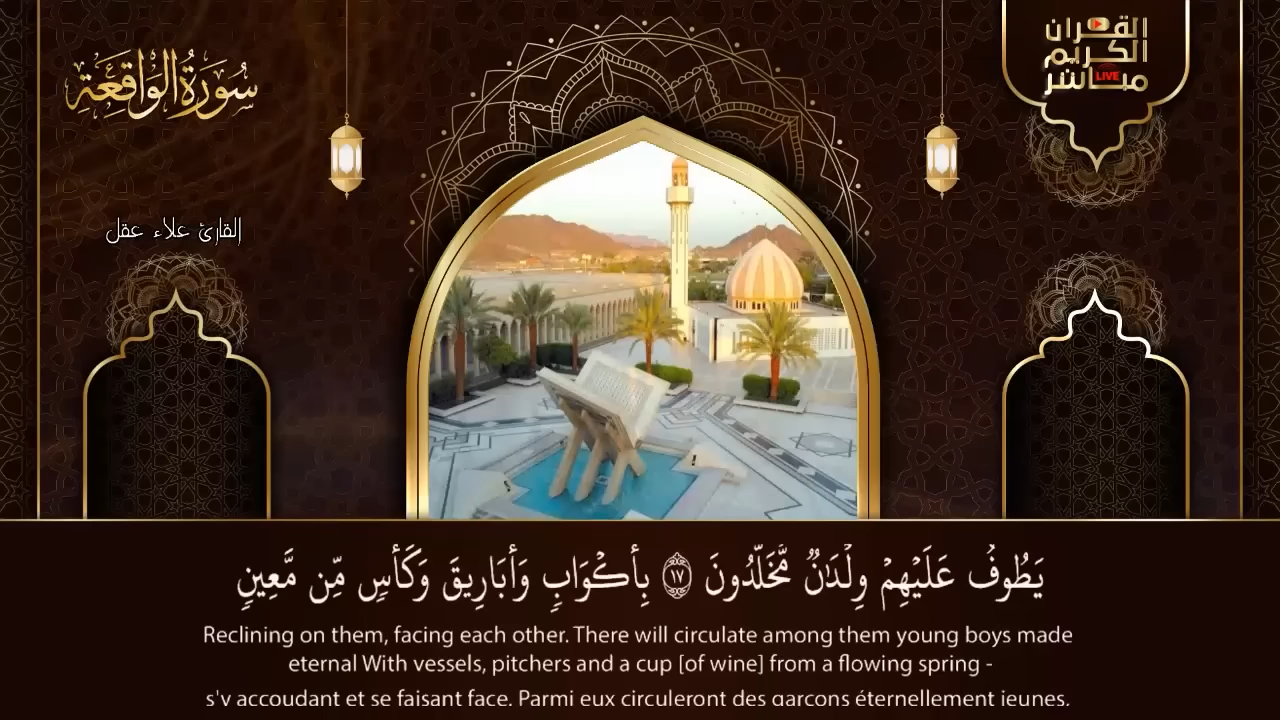 سُورَةُ الْوَاقِعَة
القرآن
الكريم
مباشر
LIVE
القارئ علاء عقل
يَطُوفُ عَلَيْهِمْ وِلْدَٰنٌ مُّخَلَّدُونَ ١٧ بِأَكْوَابٍ وَأَبَارِيقَ وَكَأْسٍ مِّن مَّعِينٍ
Reclining on them, facing each other. There will circulate among them young boys made
eternal With vessels, pitchers and a cup [of wine] from a flowing spring -
s'y accoudant et se faisant face. Parmi eux circuleront des garçons éternellement jeunes,